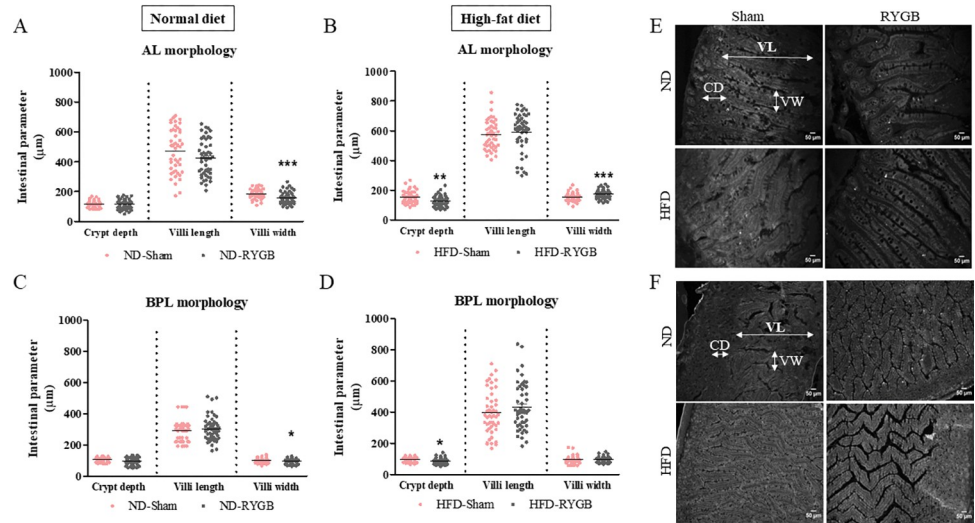 Normal diet
High-fat diet
A
AL morphology
Intestinal parameter
(μm)
1000
800
600
400
200
0
***
Crypt depth Villi length Villi width
ND-Sham ND-RYGB
B
AL morphology
Intestinal parameter
(μm)
1000
800
600
400
200
0
** ***
Crypt depth Villi length Villi width
HFD-Sham HFD-RYGB
C
BPL morphology
Intestinal parameter
(μm)
1000
800
600
400
200
0
*
Crypt depth Villi length Villi width
ND-Sham ND-RYGB
D
BPL morphology
Intestinal parameter
(μm)
1000
800
600
400
200
0
*
Crypt depth Villi length Villi width
HFD-Sham HFD-RYGB
E
Sham RYGB
ND
VL
CD
VW
50 μm
50 μm
HFD
50 μm
50 μm
F
ND
VL
CD
VW
50 μm
50 μm
HFD
50 μm
50 μm